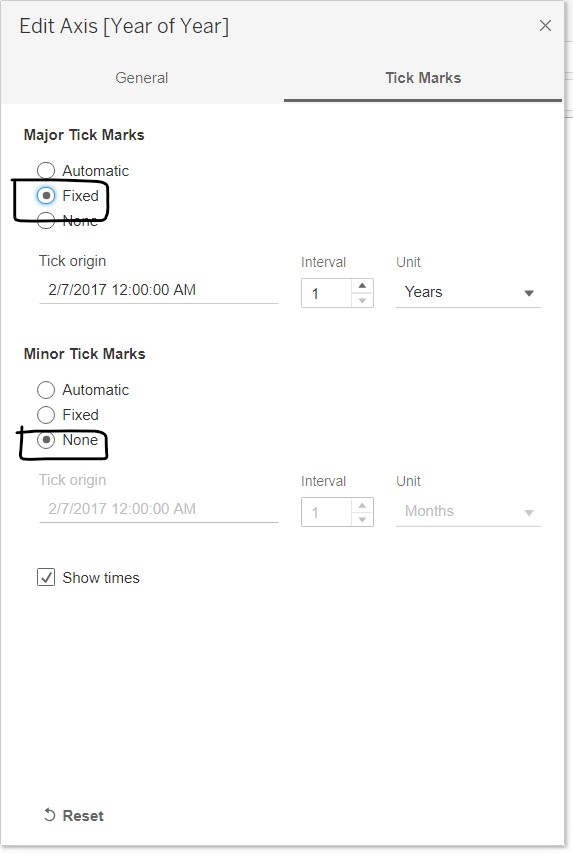 Edit Axis [Year of Year]
General Tick Marks
Major Tick Marks
Automatic
Fixed
None
Tick origin Interval Unit
2/7/2017 12:00:00 AM 1 Years
Minor Tick Marks
Automatic
Fixed
None
Tick origin Interval Unit
2/7/2017 12:00:00 AM 1 Months
Show times
Reset